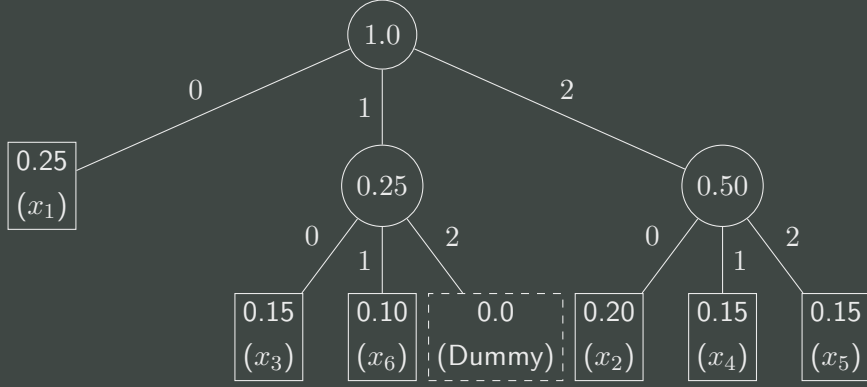 1.0
0 1 2
0.25 0.25 0.50
(x₁)
0 1 2 0 1 2
0.15 0.10 0.0 0.20 0.15 0.15
(x₃) (x₆) (Dummy) (x₂) (x₄) (x₅)